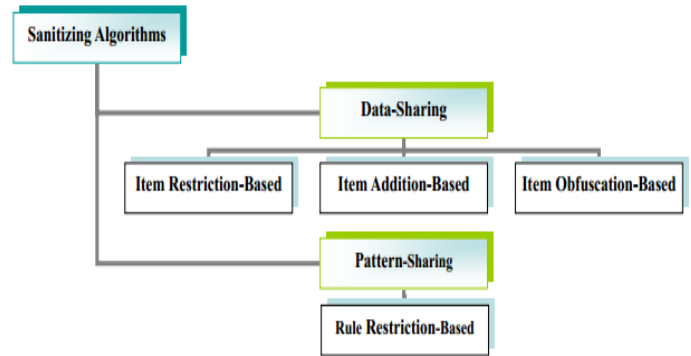 Sanitizing Algorithms
Data-Sharing
Item Restriction-Based
Item Addition-Based
Item Obfuscation-Based
Pattern-Sharing
Rule Restriction-Based